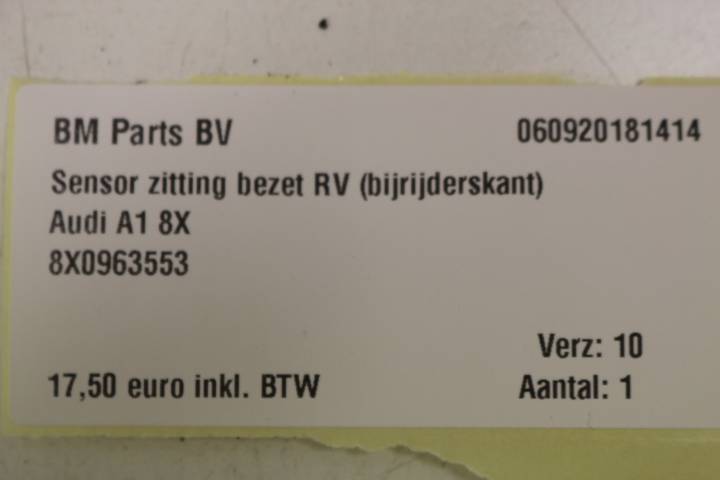 BM Parts BV 060920181414
Sensor zitting bezet RV (bijrijderskant)
Audi A1 8X
8X0963553
Verz: 10
17,50 euro inkl. BTW Aantal: 1